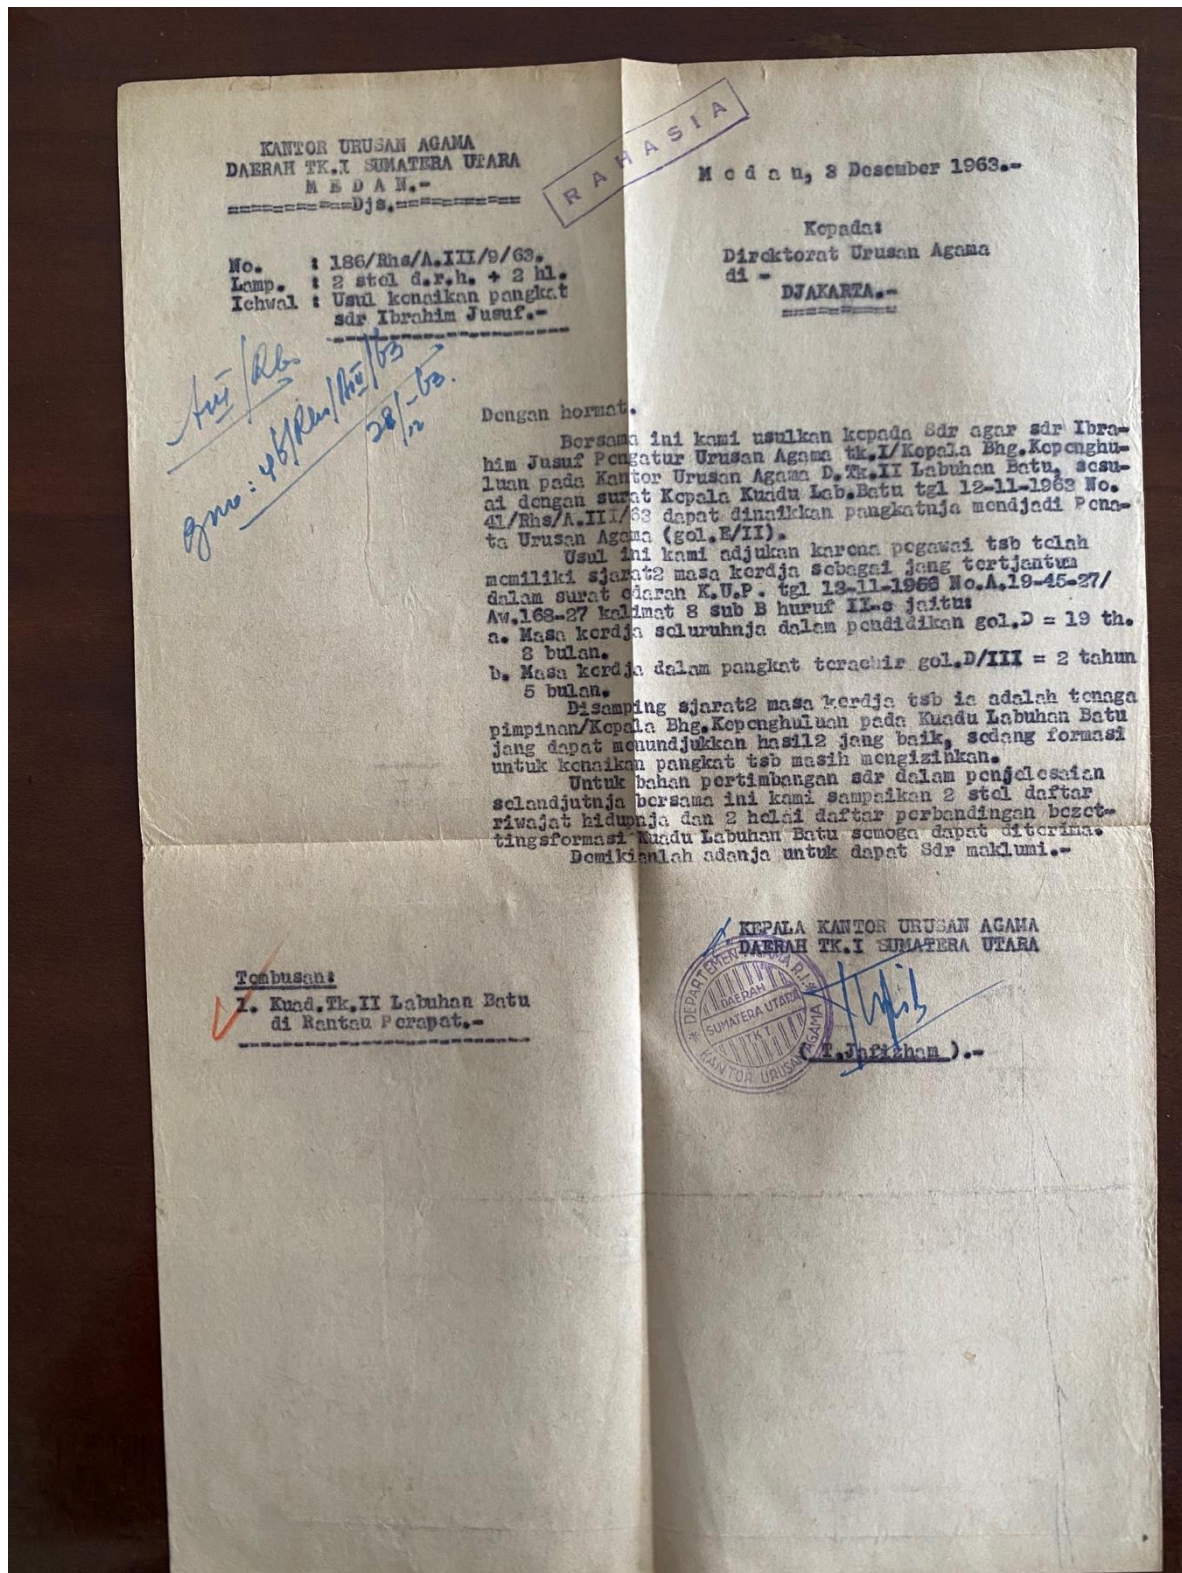 RAHASIA
KANTOR URUSAN AGAMA
DAERAH TK.I SUMATERA UTARA
M E D A N.-
===========Djs.===========
M e d a n, 3 Desember 1963.-
No. : 186/Rhs/A.III/9/63.
Lamp. : 2 stel d.r.h. + 2 hl.
Ichwal : Usul kenaikan pangkat
sdr Ibrahim Jusuf.-
Kepada:
Direktorat Urusan Agama
di -
DJAKARTA.-
AIII/Rhs
46/Rhs/AIII/63
28/12-63.
Dengan hormat.
Bersama ini kami usulkan kepada Sdr agar sdr Ibra-
him Jusuf Pengatur Urusan Agama tk.I/Kepala Bhg.Kepenghu-
luan pada Kantor Urusan Agama D.Tk.II Labuhan Batu, sesu-
ai dengan surat Kepala Kuadu Lab.Batu tgl 12-11-1963 No.
41/Rhs/A.III/63 dapat dinaikkan pangkatnja mendjadi Pena-
ta Urusan Agama (gol.E/II).
Usul ini kami adjukan karena pegawai tsb telah
memiliki sjarat2 masa kerdja sebagai jang tertjantum
dalam surat edaran K.U.P. tgl 13-11-1956 No.A.19-45-27/
Aw.168-27 kalimat 8 sub B huruf II-c jaitu:
a. Masa kerdja seluruhnja dalam pendidikan gol.D = 19 th.
8 bulan.
b. Masa kerdja dalam pangkat terachir gol.D/III = 2 tahun
5 bulan.
Disamping sjarat2 masa kerdja tsb ia adalah tenaga
pimpinan/Kepala Bhg.Kepenghuluan pada Kuadu Labuhan Batu
jang dapat menundjukkan hasil2 jang baik, sedang formasi
untuk kenaikan pangkat tsb masih mengizinkan.
Untuk bahan pertimbangan sdr dalam penjelesaian
selandjutnja bersama ini kami sampaikan 2 stel daftar
riwajat hidupnja dan 2 helai daftar perbandingan bezet-
tingsformasi Kuadu Labuhan Batu semoga dapat diterima.
Demikianlah adanja untuk dapat Sdr maklumi.-
KEPALA KANTOR URUSAN AGAMA
DAERAH TK.I SUMATERA UTARA
* DEPARTEMEN AGAMA R.I. *
DAERAH
SUMATERA UTARA
TK I
KANTOR URUSAN AGAMA
( T.Jafizham ).-
Tembusan:
1. Kuad.Tk.II Labuhan Batu
di Rantau Perapat.-